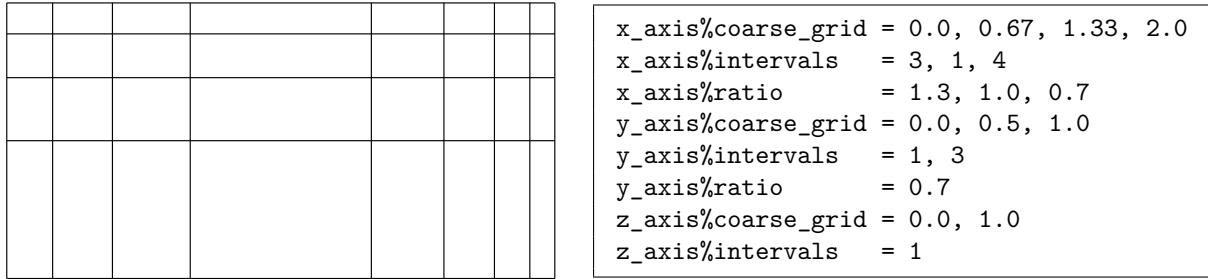 x_axis%coarse_grid = 0.0, 0.67, 1.33, 2.0
x_axis%intervals   = 3, 1, 4
x_axis%ratio       = 1.3, 1.0, 0.7
y_axis%coarse_grid = 0.0, 0.5, 1.0
y_axis%intervals   = 1, 3
y_axis%ratio       = 0.7
z_axis%coarse_grid = 0.0, 1.0
z_axis%intervals   = 1